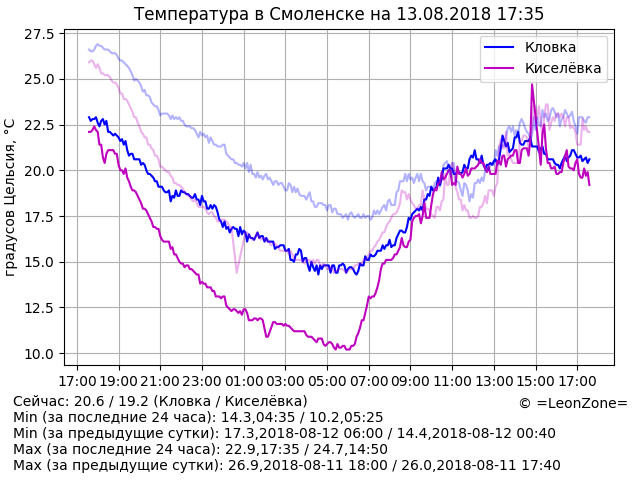 Температура в Смоленске на 13.08.2018 17:35
градусов Цельсия, °C
27.5
25.0
22.5
20.0
17.5
15.0
12.5
10.0
Кловка
Киселёвка
17:00 19:00 21:00 23:00 01:00 03:00 05:00 07:00 09:00 11:00 13:00 15:00 17:00
Сейчас: 20.6 / 19.2 (Кловка / Киселёвка)
© =LeonZone=
Min (за последние 24 часа): 14.3,04:35 / 10.2,05:25
Min (за предыдущие сутки): 17.3,2018-08-12 06:00 / 14.4,2018-08-12 00:40
Max (за последние 24 часа): 22.9,17:35 / 24.7,14:50
Max (за предыдущие сутки): 26.9,2018-08-11 18:00 / 26.0,2018-08-11 17:40